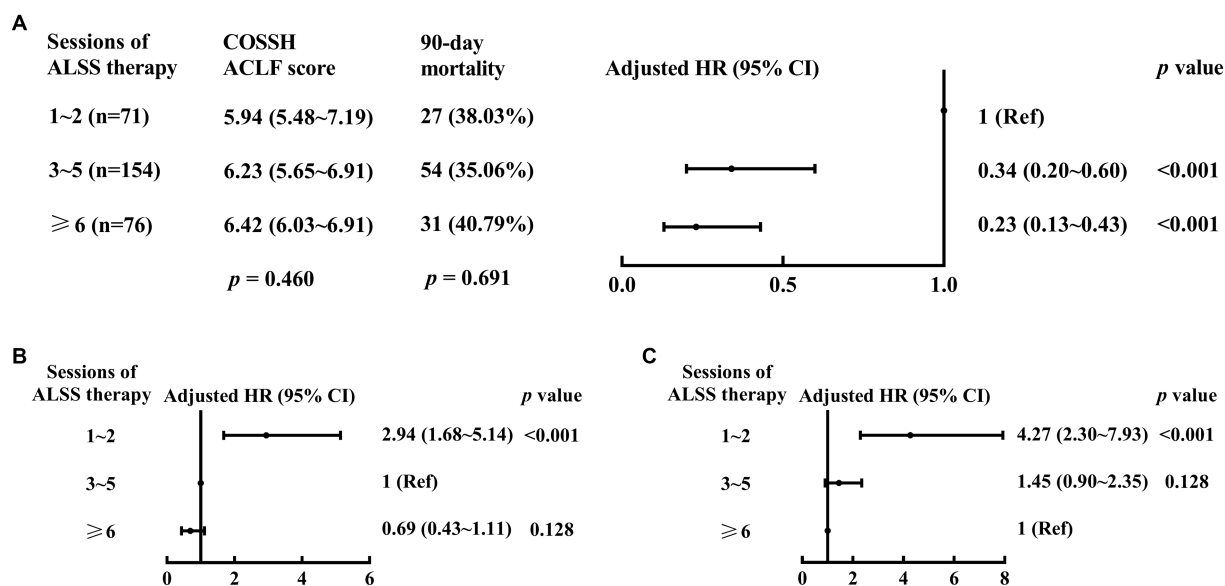 A
Sessions of ALSS therapy COSSH ACLF score 90-day mortality Adjusted HR (95% CI) p value
1~2 (n=71) 5.94 (5.48~7.19) 27 (38.03%) 1 (Ref)
3~5 (n=154) 6.23 (5.65~6.91) 54 (35.06%) 0.34 (0.20~0.60) <0.001
≥ 6 (n=76) 6.42 (6.03~6.91) 31 (40.79%) 0.23 (0.13~0.43) <0.001
p = 0.460 p = 0.691
0.0 0.5 1.0
B
Sessions of
ALSS therapy Adjusted HR (95% CI) p value
1~2 2.94 (1.68~5.14) <0.001
3~5 1 (Ref)
≥6 0.69 (0.43~1.11) 0.128
0 2 4 6
C
Sessions of
ALSS therapy Adjusted HR (95% CI) p value
1~2 4.27 (2.30~7.93) <0.001
3~5 1.45 (0.90~2.35) 0.128
≥6 1 (Ref)
0 2 4 6 8